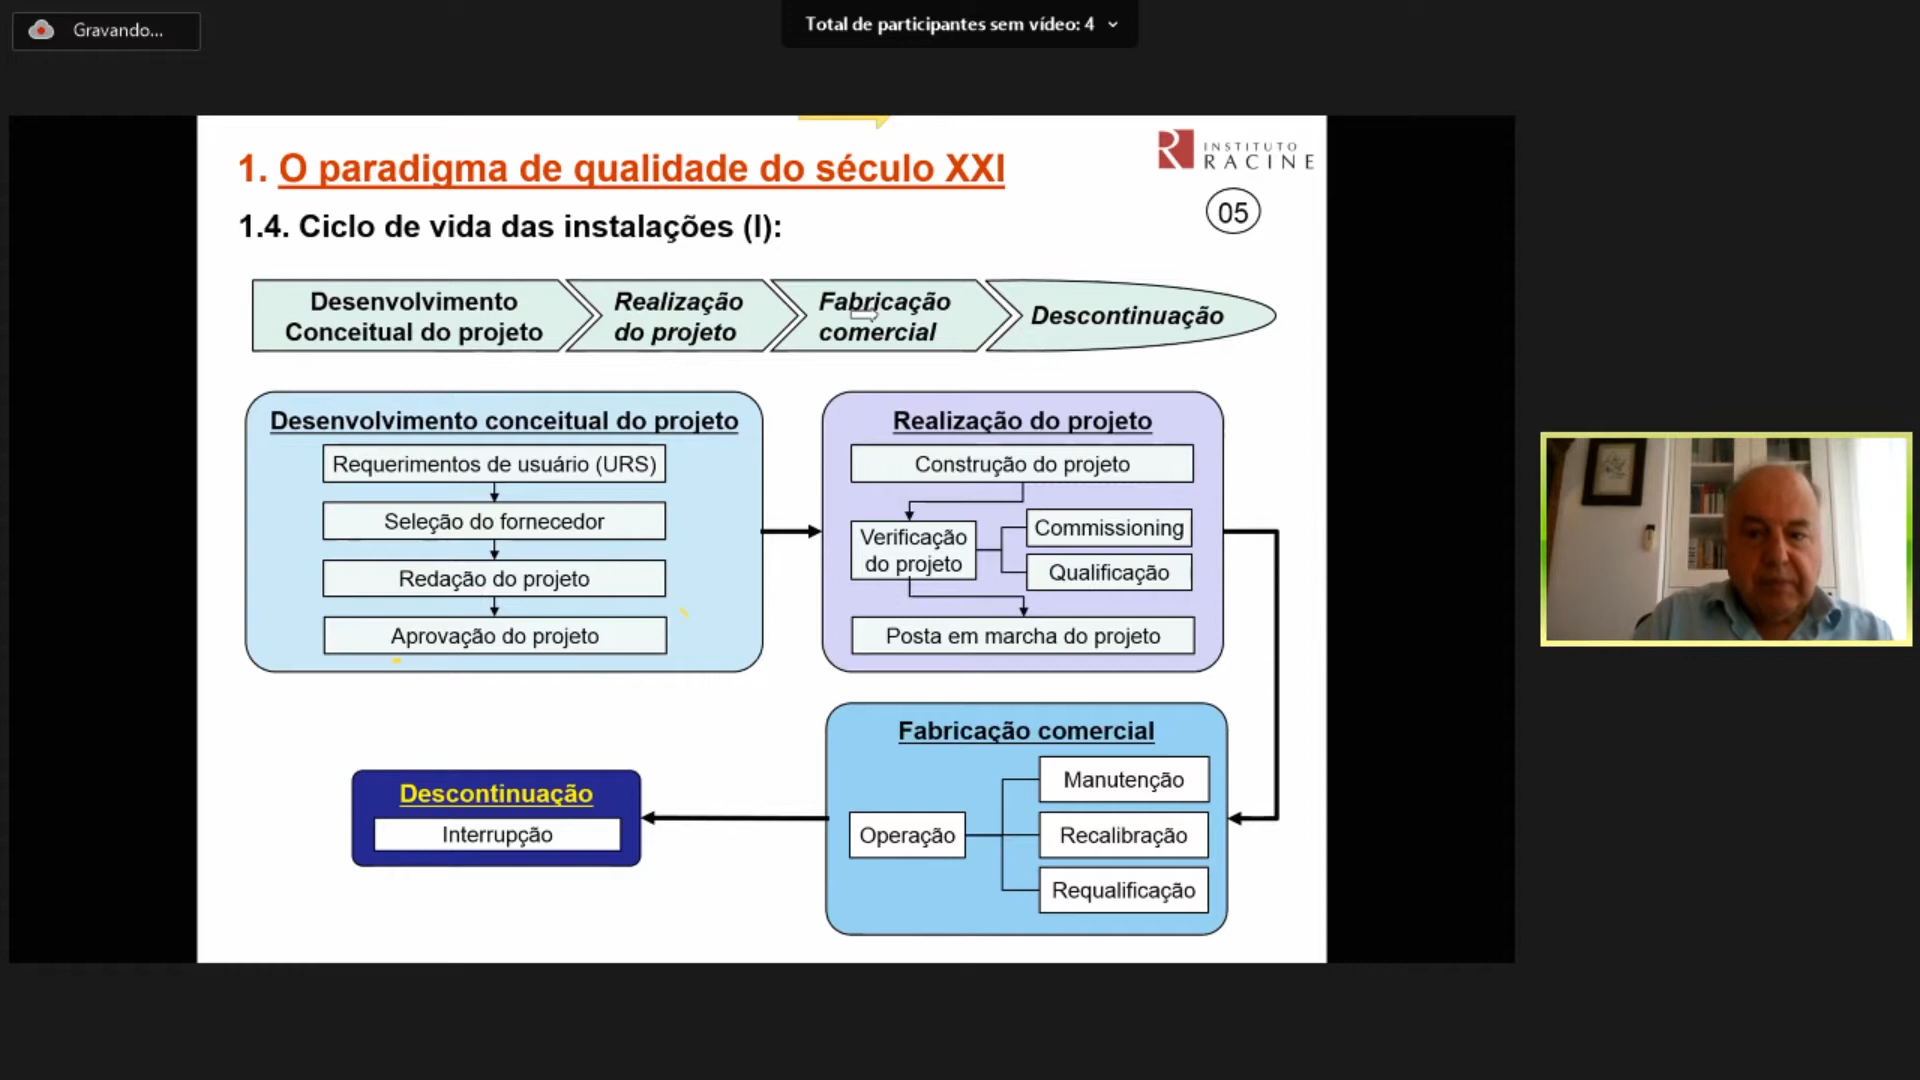 Gravando...
Total de participantes sem vídeo: 4
INSTITUTO
RACINE
1. O paradigma de qualidade do século XXI
05
1.4. Ciclo de vida das instalações (I):
Desenvolvimento
Conceitual do projeto
Realização
do projeto
Fabricação
comercial
Descontinuação
Desenvolvimento conceitual do projeto
Requerimentos de usuário (URS)
Seleção do fornecedor
Redação do projeto
Aprovação do projeto
Realização do projeto
Construção do projeto
Verificação
do projeto
Commissioning
Qualificação
Posta em marcha do projeto
Fabricação comercial
Operação
Manutenção
Recalibração
Requalificação
Descontinuação
Interrupção